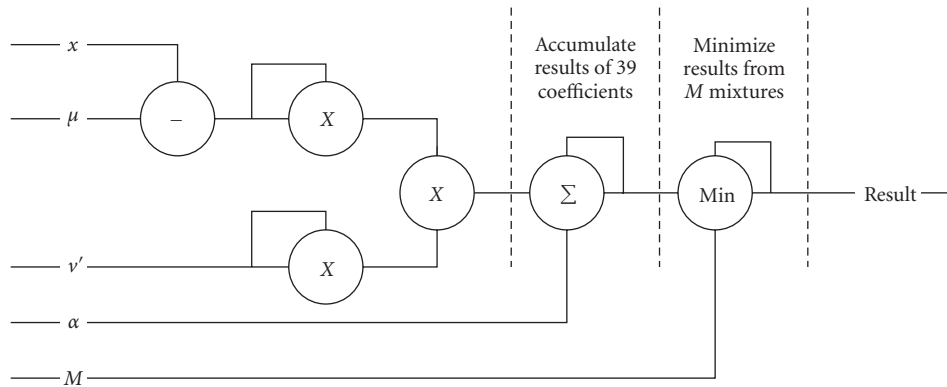 x
μ
−
X
X
ν′
X
α
M
Accumulate
results of 39
coefficients
Σ
Minimize
results from
M mixtures
Min
Result